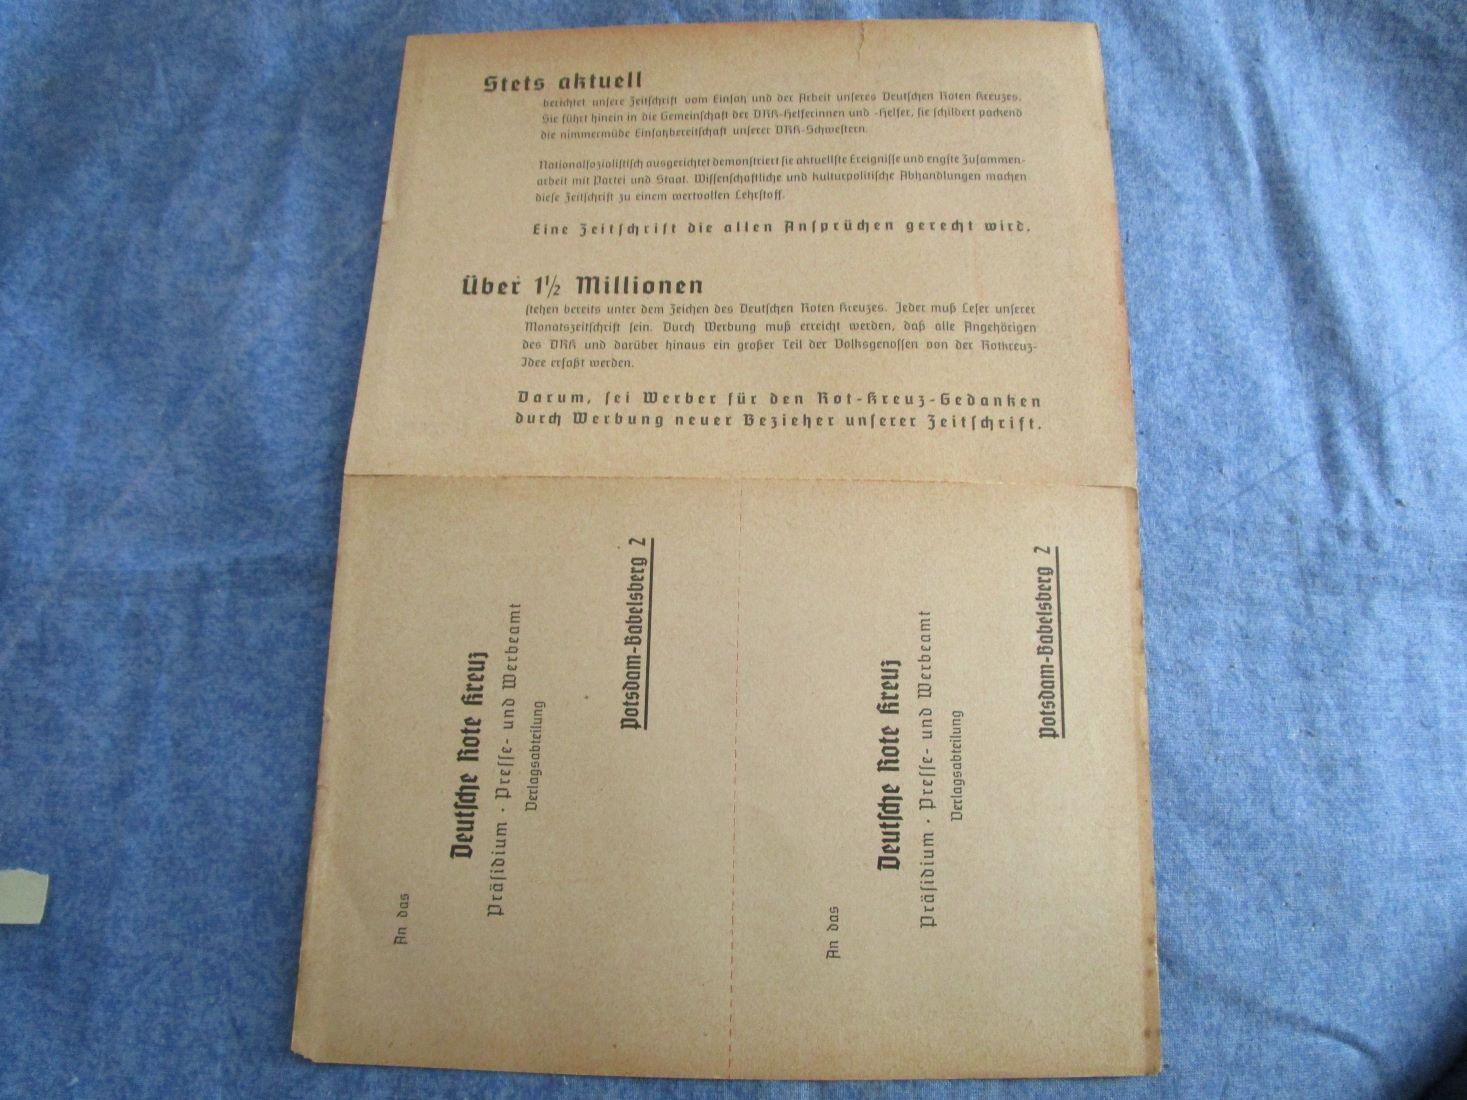 Stets aktuell
berichtet unsere Zeitschrift vom Einsatz und der Arbeit unseres Deutschen Roten Kreuzes.
Sie führt hinein in die Gemeinschaft der DRK-Helferinnen und -Helfer, sie schildert packend
die nimmermüde Einsatzbereitschaft unserer DRK-Schwestern.
Nationalsozialistisch ausgerichtet demonstriert sie aktuellste Ereignisse und engste Zusammen-
arbeit mit Partei und Staat. Wissenschaftliche und kulturpolitische Abhandlungen machen
diese Zeitschrift zu einem wertvollen Lehrstoff.
Eine Zeitschrift die allen Ansprüchen gerecht wird.
Über 1½ Millionen
stehen bereits unter dem Zeichen des Deutschen Roten Kreuzes. Jeder muß Leser unserer
Monatszeitschrift sein. Durch Werbung muß erreicht werden, daß alle Angehörigen
des DRK und darüber hinaus ein großer Teil der Volksgenossen von der Rotkreuz-
Idee erfaßt werden.
Darum, sei Werber für den Rot-Kreuz-Gedanken
durch Werbung neuer Bezieher unserer Zeitschrift.
An das
Deutsche Rote Kreuz
Präsidium · Presse- und Werbeamt
Verlagsabteilung
Potsdam-Babelsberg 2
An das
Deutsche Rote Kreuz
Präsidium · Presse- und Werbeamt
Verlagsabteilung
Potsdam-Babelsberg 2